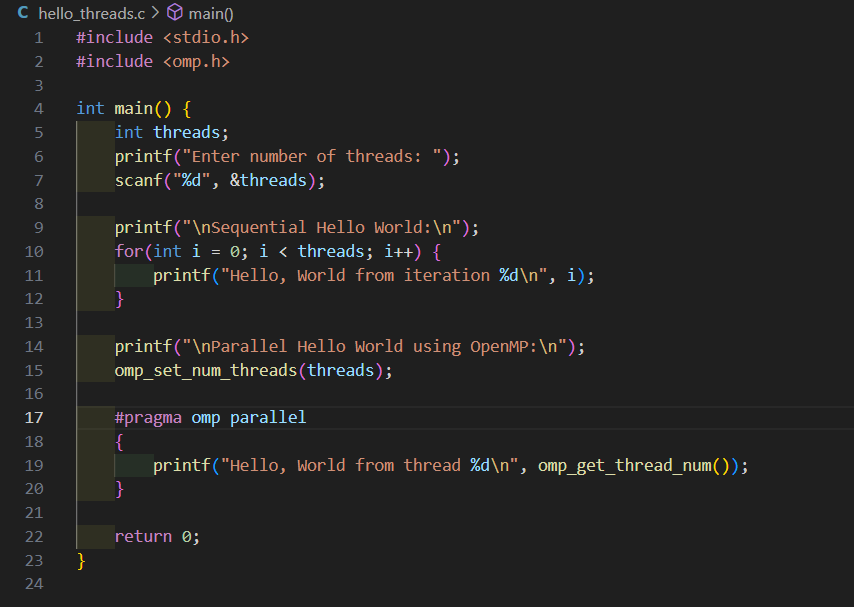 C hello_threads.c > main()
1 #include <stdio.h>
2 #include <omp.h>
3
4 int main() {
5     int threads;
6     printf("Enter number of threads: ");
7     scanf("%d", &threads);
8
9     printf("\nSequential Hello World:\n");
10     for(int i = 0; i < threads; i++) {
11         printf("Hello, World from iteration %d\n", i);
12     }
13
14     printf("\nParallel Hello World using OpenMP:\n");
15     omp_set_num_threads(threads);
16
17     #pragma omp parallel
18     {
19         printf("Hello, World from thread %d\n", omp_get_thread_num());
20     }
21
22     return 0;
23 }
24